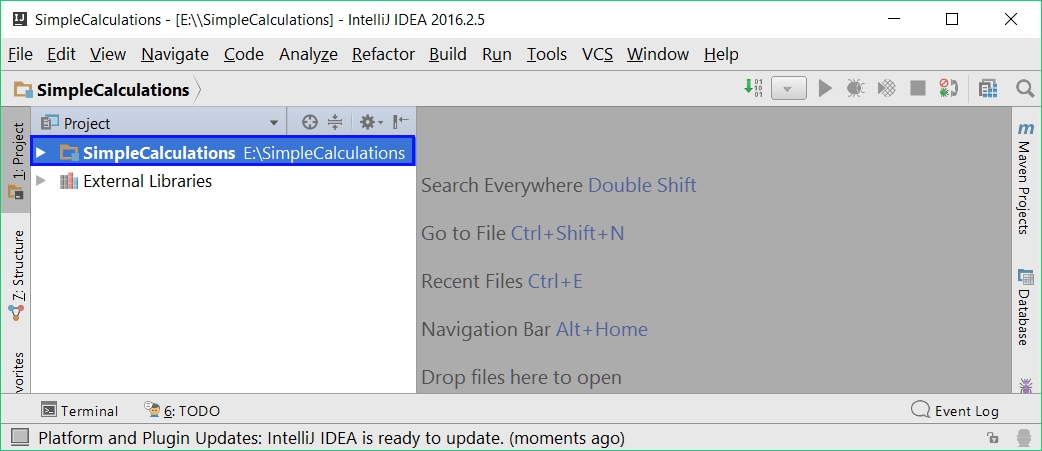 SimpleCalculations - [E:\\SimpleCalculations] - IntelliJ IDEA 2016.2.5
File Edit View Navigate Code Analyze Refactor Build Run Tools VCS Window Help
SimpleCalculations
1: Project
Project
SimpleCalculations E:\SimpleCalculations
External Libraries
7: Structure
vorites
Search Everywhere Double Shift
Go to File Ctrl+Shift+N
Recent Files Ctrl+E
Navigation Bar Alt+Home
Drop files here to open
Maven Projects
Database
Terminal 6: TODO Event Log
Platform and Plugin Updates: IntelliJ IDEA is ready to update. (moments ago)